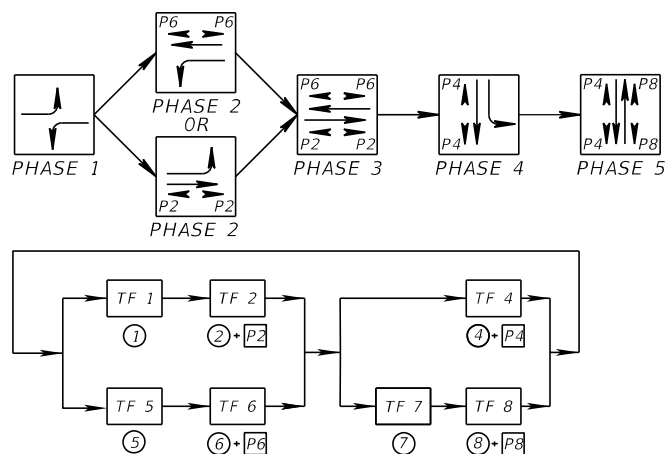 P6 P6
PHASE 2
OR
P2 P2
PHASE 2
PHASE 1
P6 P6
P2 P2
PHASE 3
P4
P4
PHASE 4
P4 P8
P4 P8
PHASE 5
TF 1
TF 2
TF 4
1
2 + P2
4 + P4
TF 5
TF 6
TF 7
TF 8
5
6 + P6
7
8 + P8